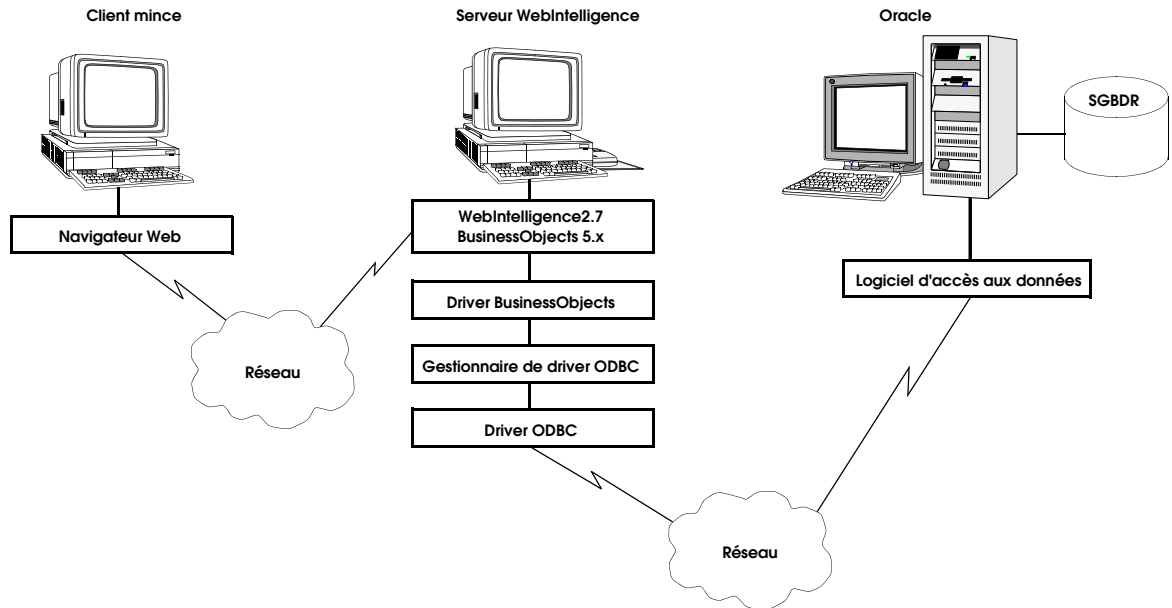 Client mince
Serveur WebIntelligence
Oracle
SGBDR
Navigateur Web
WebIntelligence2.7
BusinessObjects 5.x
Driver BusinessObjects
Gestionnaire de driver ODBC
Driver ODBC
Logiciel d'accès aux données
Réseau
Réseau